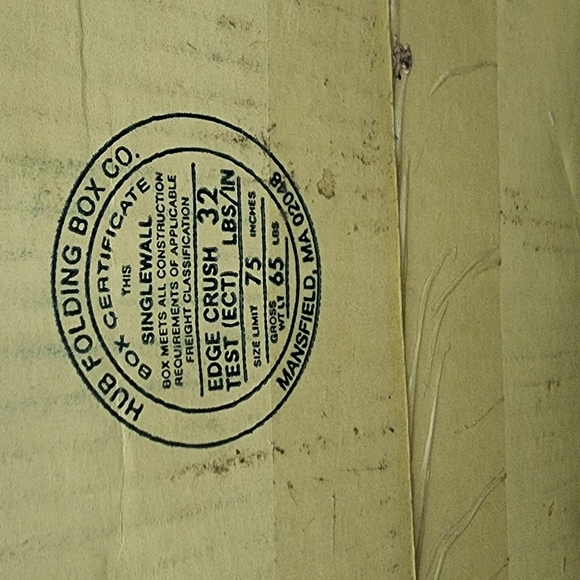 HUB FOLDING BOX CO.
BOX CERTIFICATE
THIS
SINGLEWALL
BOX MEETS ALL CONSTRUCTION
REQUIREMENTS OF APPLICABLE
FREIGHT CLASSIFICATION
EDGE CRUSH 32
TEST (ECT) LBS/IN
SIZE LIMIT 75 INCHES
GROSS
WT LT 65 LBS
MANSFIELD, MA 02048